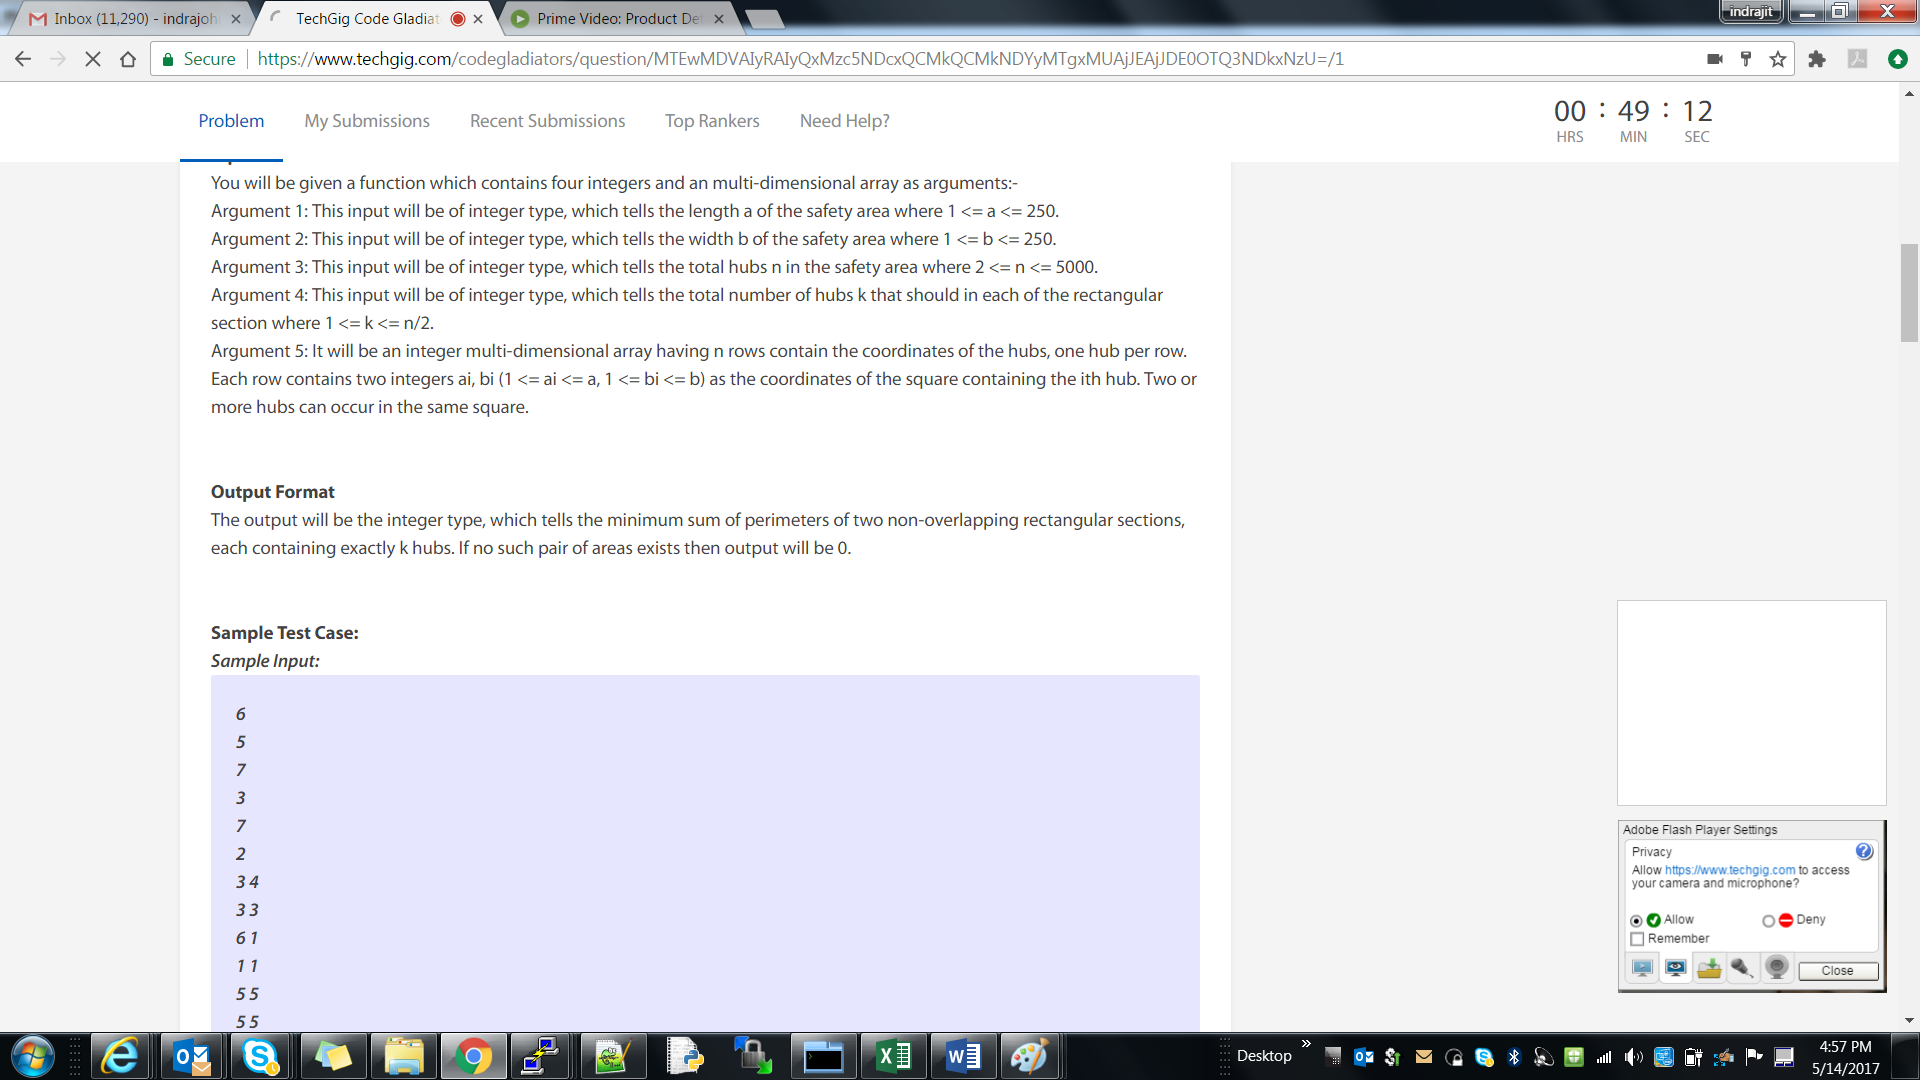 Inbox (11,290) - indrajoh
TechGig Code Gladiat
Prime Video: Product De
indrajit
Secure
https://www.techgig.com/codegladiators/question/MTEwMDVAIyRAIyQxMzc5NDcxQCMkQCMkNDYyMTgxMUAjJEAjJDE0OTQ3NDkxNzU=/1
Problem
My Submissions
Recent Submissions
Top Rankers
Need Help?
00 : 49 : 12
HRS MIN SEC
You will be given a function which contains four integers and an multi-dimensional array as arguments:-
Argument 1: This input will be of integer type, which tells the length a of the safety area where 1 <= a <= 250.
Argument 2: This input will be of integer type, which tells the width b of the safety area where 1 <= b <= 250.
Argument 3: This input will be of integer type, which tells the total hubs n in the safety area where 2 <= n <= 5000.
Argument 4: This input will be of integer type, which tells the total number of hubs k that should in each of the rectangular
section where 1 <= k <= n/2.
Argument 5: It will be an integer multi-dimensional array having n rows contain the coordinates of the hubs, one hub per row.
Each row contains two integers ai, bi (1 <= ai <= a, 1 <= bi <= b) as the coordinates of the square containing the ith hub. Two or
more hubs can occur in the same square.
Output Format
The output will be the integer type, which tells the minimum sum of perimeters of two non-overlapping rectangular sections,
each containing exactly k hubs. If no such pair of areas exists then output will be 0.
Sample Test Case:
Sample Input:
6
5
7
3
7
2
3 4
3 3
6 1
1 1
5 5
5 5
Adobe Flash Player Settings
Privacy
Allow https://www.techgig.com to access
your camera and microphone?
Allow
Deny
Remember
Close
Desktop
4:57 PM
5/14/2017